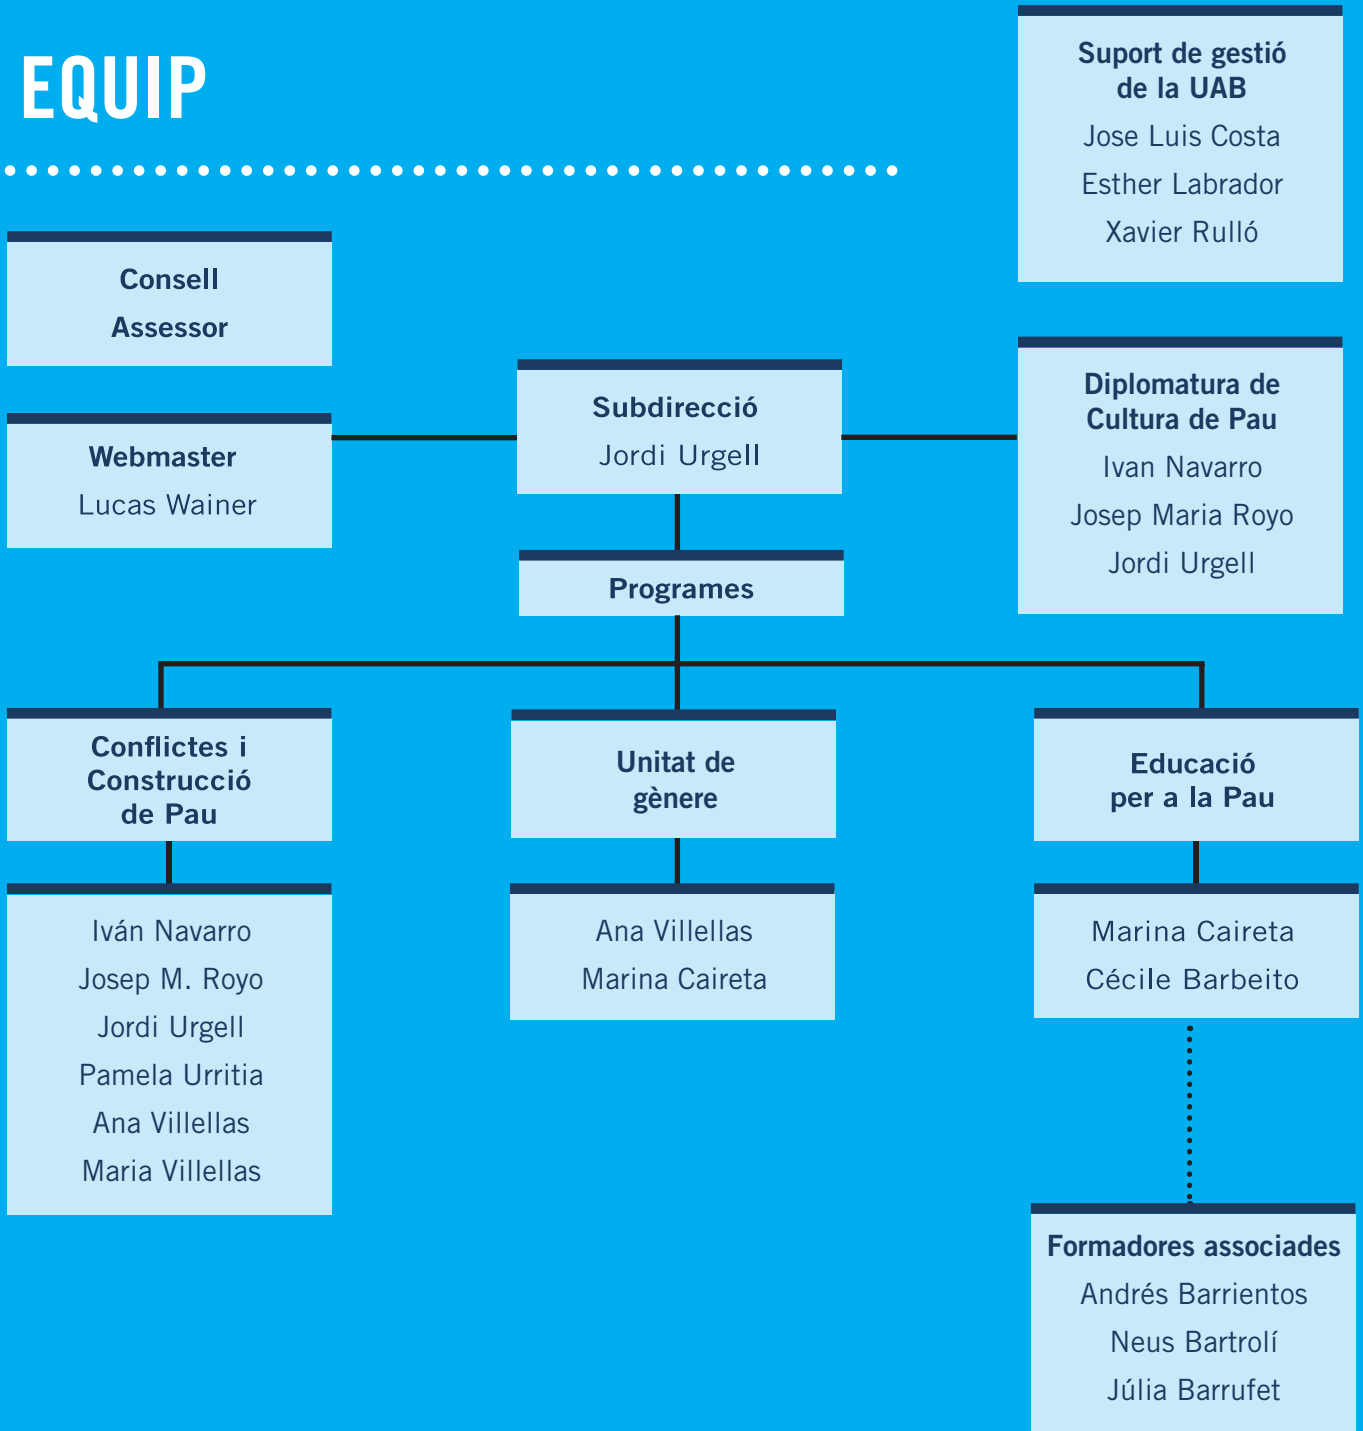 EQUIP
Suport de gestió
de la UAB
Jose Luis Costa
Esther Labrador
Xavier Rulló
Consell
Assessor
Webmaster
Lucas Wainer
Subdirecció
Jordi Urgell
Diplomatura de
Cultura de Pau
Ivan Navarro
Josep Maria Royo
Jordi Urgell
Programes
Conflictes i
Construcció
de Pau
Iván Navarro
Josep M. Royo
Jordi Urgell
Pamela Urritia
Ana Villellas
Maria Villellas
Unitat de
gènere
Ana Villellas
Marina Caireta
Educació
per a la Pau
Marina Caireta
Cécile Barbeito
Formadores associades
Andrés Barrientos
Neus Bartrolí
Júlia Barrufet